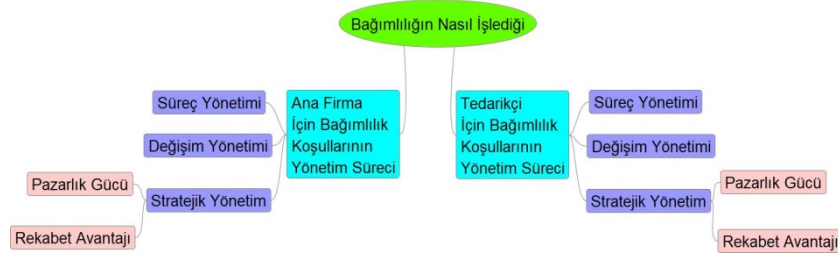 Bağımlılığın Nasıl İşlediği
Süreç Yönetimi
Değişim Yönetimi
Stratejik Yönetim
Pazarlık Gücü
Rekabet Avantajı
Ana Firma
İçin Bağımlılık
Koşullarının
Yönetim Süreci
Tedarikçi
İçin Bağımlılık
Koşullarının
Yönetim Süreci
Süreç Yönetimi
Değişim Yönetimi
Stratejik Yönetim
Pazarlık Gücü
Rekabet Avantajı